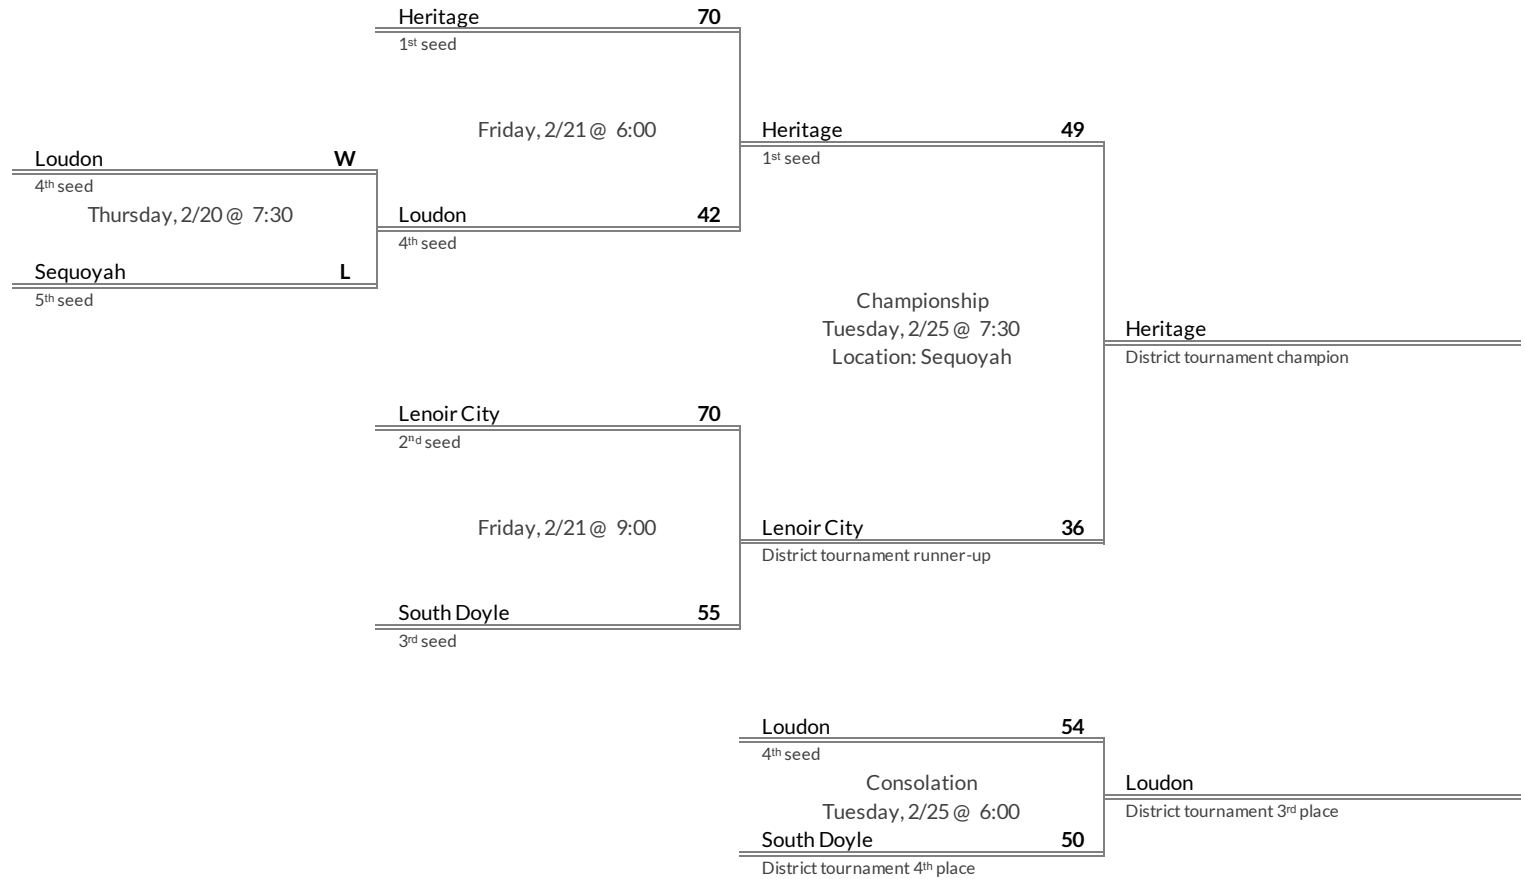 Heritage 70
1st seed
Friday, 2/21 @ 6:00
Heritage 49
1st seed
Loudon W
4th seed
Thursday, 2/20 @ 7:30
Loudon 42
4th seed
Sequoyah L
5th seed
Championship
Tuesday, 2/25 @ 7:30
Location: Sequoyah
Heritage
District tournament champion
Lenoir City 70
2nd seed
Friday, 2/21 @ 9:00
Lenoir City 36
District tournament runner-up
South Doyle 55
3rd seed
Loudon 54
4th seed
Consolation
Tuesday, 2/25 @ 6:00
Loudon
District tournament 3rd place
South Doyle 50
District tournament 4th place